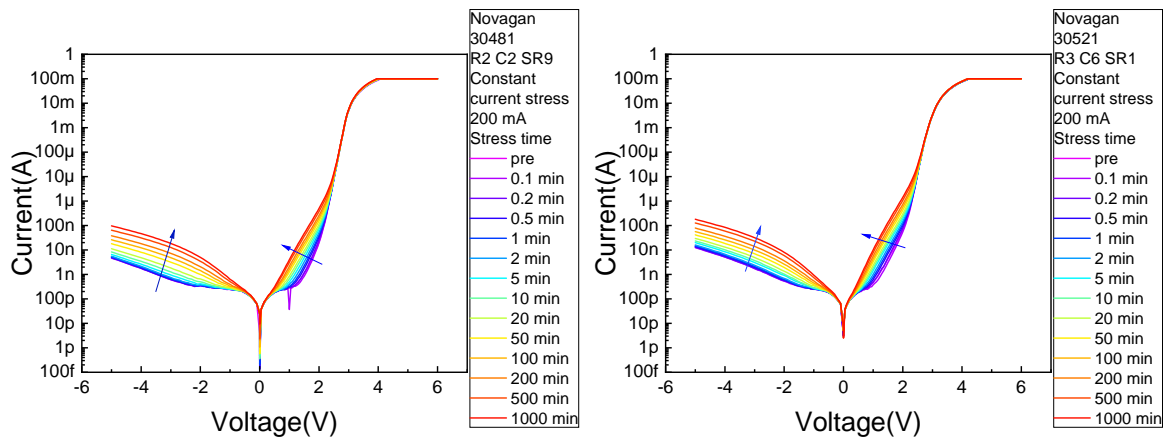 Novagan
30481
R2 C2 SR9
Constant
current stress
200 mA
Stress time
pre
0.1 min
0.2 min
0.5 min
1 min
2 min
5 min
10 min
20 min
50 min
100 min
200 min
500 min
1000 min
1
100m
10m
1m
100µ
10µ
1µ
100n
10n
1n
100p
10p
1p
100f
Current(A)
-6 -4 -2 0 2 4 6
Voltage(V)
Novagan
30521
R3 C6 SR1
Constant
current stress
200 mA
Stress time
pre
0.1 min
0.2 min
0.5 min
1 min
2 min
5 min
10 min
20 min
50 min
100 min
200 min
500 min
1000 min
1
100m
10m
1m
100µ
10µ
1µ
100n
10n
1n
100p
10p
1p
100f
Current(A)
-6 -4 -2 0 2 4 6
Voltage(V)